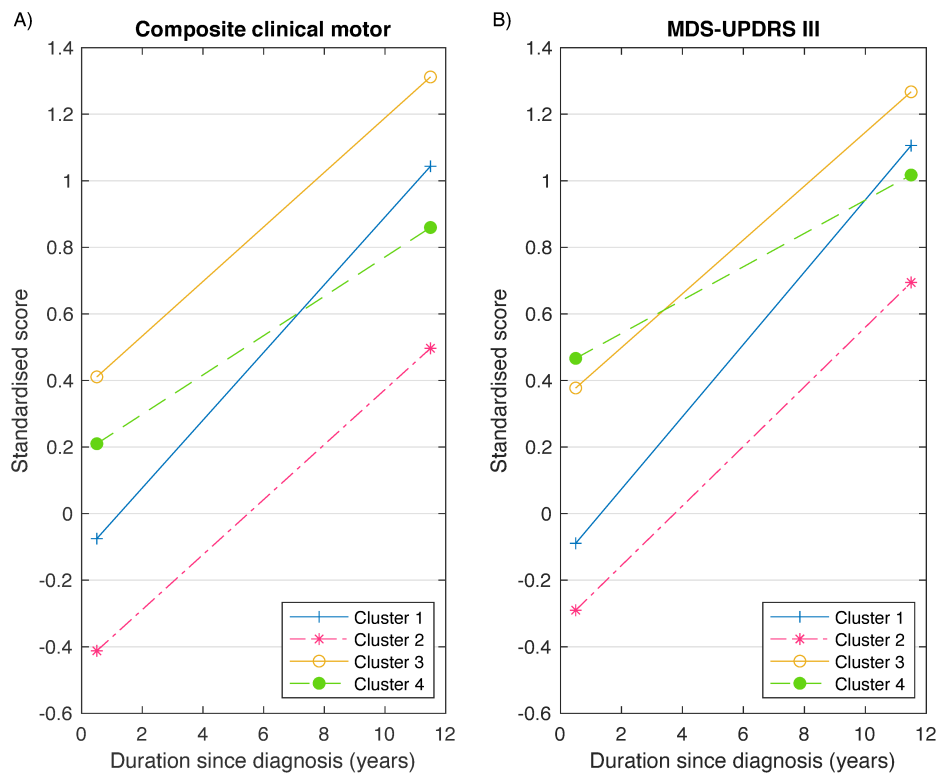 A)
Composite clinical motor
1.4
1.2
1
0.8
0.6
0.4
0.2
0
-0.2
-0.4
-0.6
Standardised score
0 2 4 6 8 10 12
Duration since diagnosis (years)
Cluster 1
Cluster 2
Cluster 3
Cluster 4
B)
MDS-UPDRS III
1.4
1.2
1
0.8
0.6
0.4
0.2
0
-0.2
-0.4
-0.6
Standardised score
0 2 4 6 8 10 12
Duration since diagnosis (years)
Cluster 1
Cluster 2
Cluster 3
Cluster 4